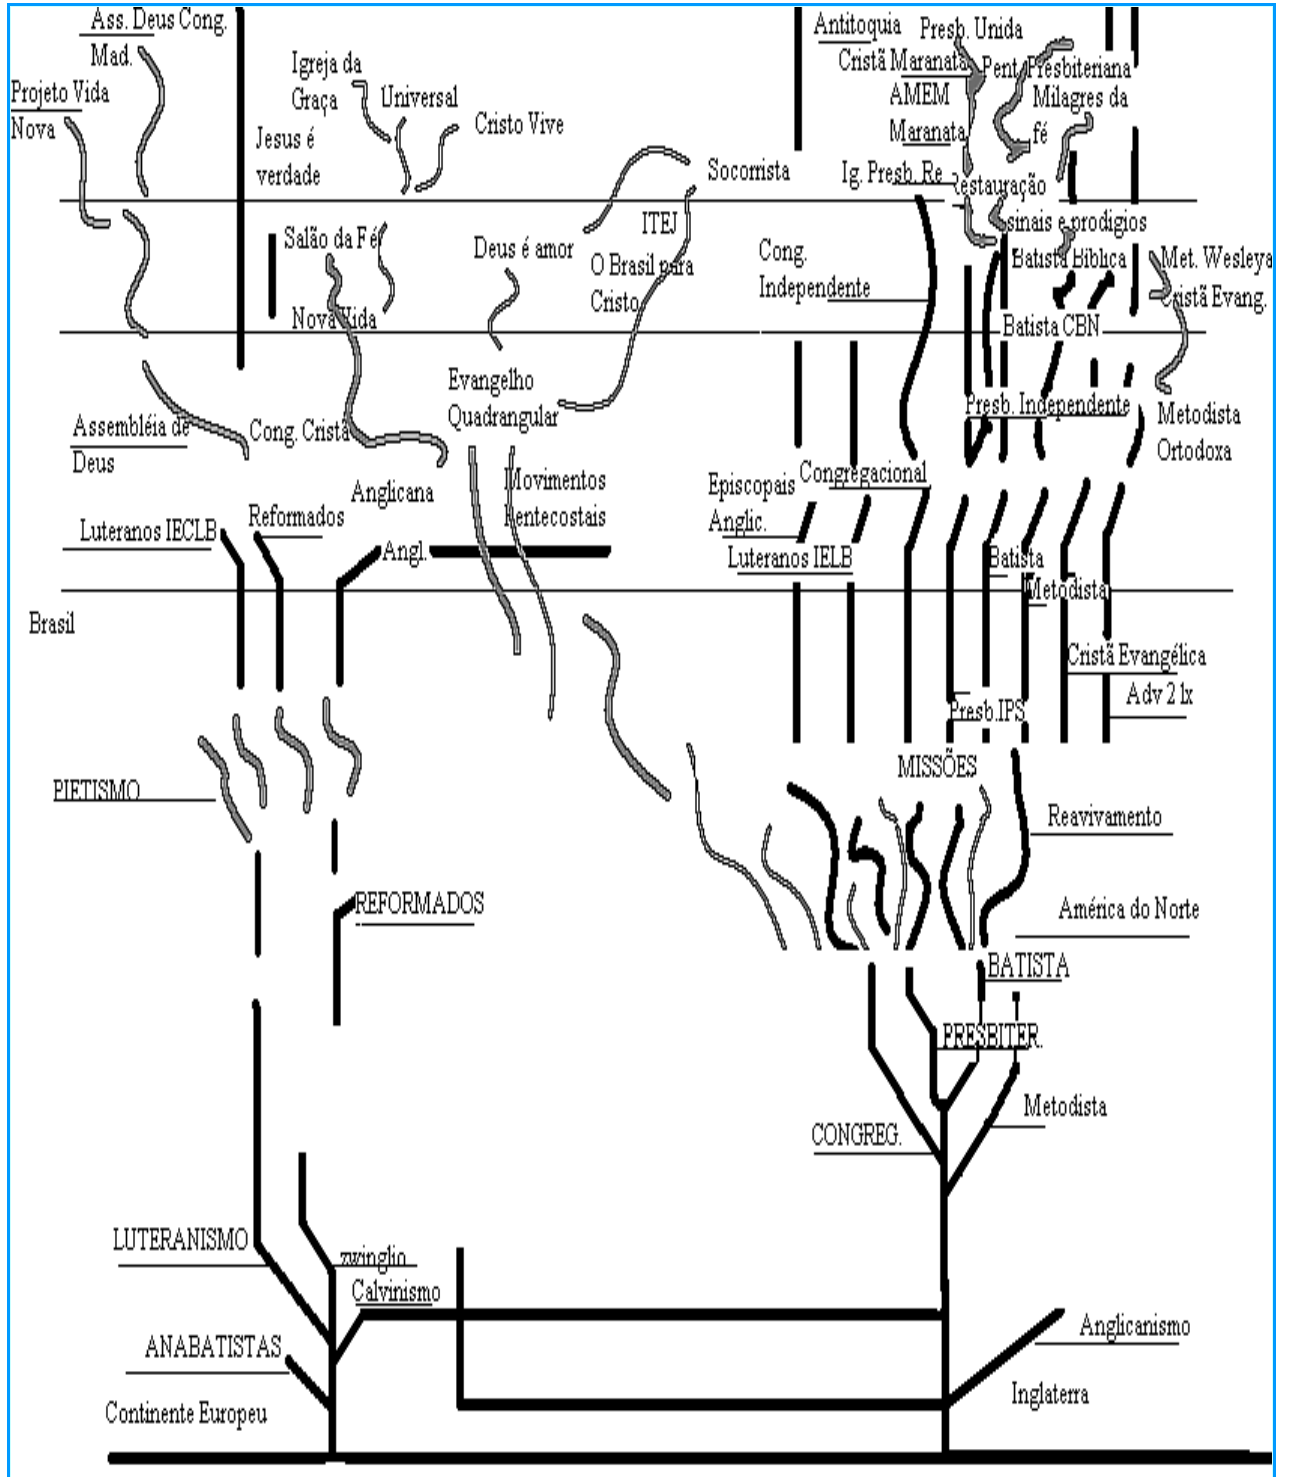 Ass. Deus Cong.
Mad.
Projeto Vida
Nova
Igreja da
Graça
Universal
Cristo Vive
Jesus é
verdade
Socorrista
Antitoquia
Presb. Unida
Cristã Maranata
Pent. Presbiteriana
AMEM
Maranata
Milagres da
fé
Ig. Presb. Re
Restauração
sinais e prodigios
Salão da Fé
Nova Vida
Deus é amor
ITEJ
O Brasil para
Cristo
Cong.
Independente
Batista Biblica
Met. Wesleya
Cristã Evang.
Batista CBN
Evangelho
Quadrangular
Presb. Independente
Metodista
Ortodoxa
Assembléia de
Deus
Cong. Cristã
Anglicana
Movimentos
Pentecostais
Episcopais
Anglic.
Congregacional
Luteranos IECLB
Reformados
Angl.
Luteranos IELB
Batista
Metodista
Brasil
Cristã Evangélica
Adv 2
Presb.IPS
MISSÕES
PIETISMO
Reavivamento
REFORMADOS
América do Norte
BATISTA
PRESBITER.
Metodista
CONGREG.
LUTERANISMO
zwinglio
Calvinismo
ANABATISTAS
Anglicanismo
Continente Europeu
Inglaterra